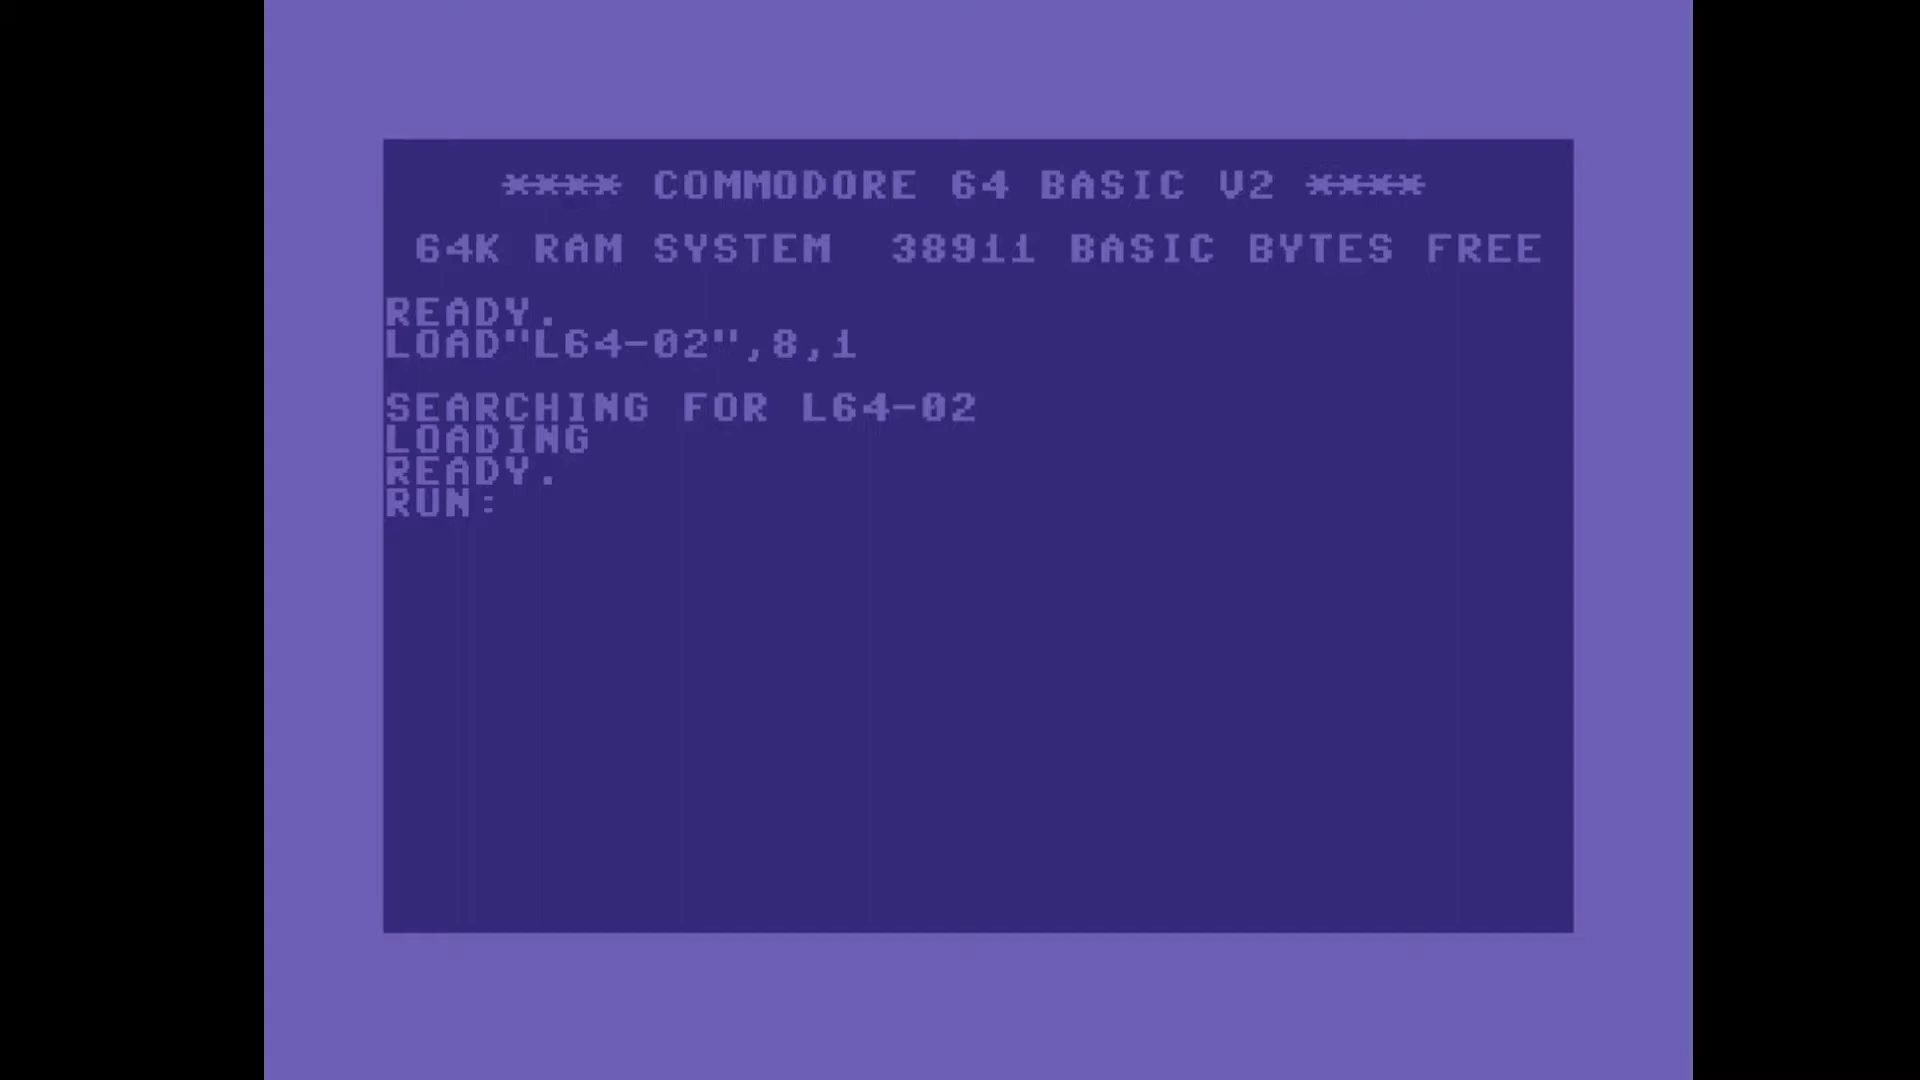 **** COMMODORE 64 BASIC V2 ****
64K RAM SYSTEM  38911 BASIC BYTES FREE
READY.
LOAD"L64-02",8,1
SEARCHING FOR L64-02
LOADING
READY.
RUN: